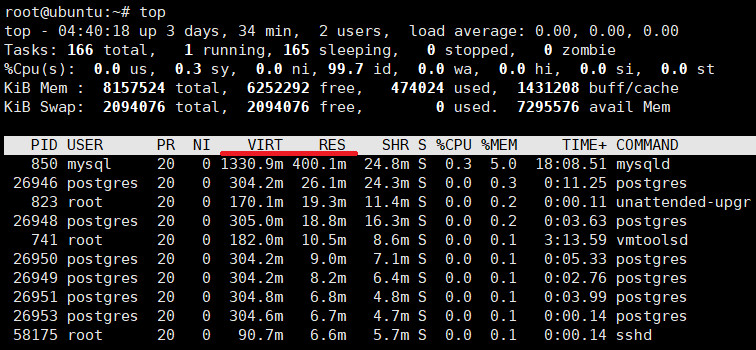 root@ubuntu:~# top
top - 04:40:18 up 3 days, 34 min,  2 users,  load average: 0.00, 0.00, 0.00
Tasks: 166 total,   1 running, 165 sleeping,   0 stopped,   0 zombie
%Cpu(s):  0.0 us,  0.3 sy,  0.0 ni, 99.7 id,  0.0 wa,  0.0 hi,  0.0 si,  0.0 st
KiB Mem :  8157524 total,  6252292 free,   474024 used,  1431208 buff/cache
KiB Swap:  2094076 total,  2094076 free,        0 used.  7295576 avail Mem
PID USER      PR  NI    VIRT    RES    SHR S  %CPU %MEM     TIME+ COMMAND
850 mysql     20   0 1330.9m 400.1m  24.8m S   0.3  5.0  18:08.51 mysqld
26946 postgres  20   0  304.2m  26.1m  24.3m S   0.0  0.3   0:11.25 postgres
823 root      20   0  170.1m  19.3m  11.4m S   0.0  0.2   0:00.11 unattended-upgr
26948 postgres  20   0  305.0m  18.8m  16.3m S   0.0  0.2   0:03.63 postgres
741 root      20   0  182.0m  10.5m   8.6m S   0.0  0.1   3:13.59 vmtoolsd
26950 postgres  20   0  304.2m   9.0m   7.1m S   0.0  0.1   0:05.33 postgres
26949 postgres  20   0  304.2m   8.2m   6.4m S   0.0  0.1   0:02.76 postgres
26951 postgres  20   0  304.8m   6.8m   4.8m S   0.0  0.1   0:03.99 postgres
26953 postgres  20   0  304.6m   6.7m   4.7m S   0.0  0.1   0:00.14 postgres
58175 root      20   0   90.7m   6.6m   5.7m S   0.0  0.1   0:00.14 sshd